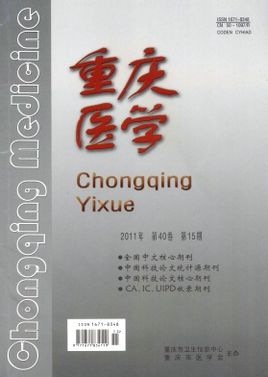 ISSN 1671-8348
CN 50-1097/R
CODEN CYHIAO
Chongqing Medicine
重庆
医学
Chongqing
Yixue
2011年 第40卷 第15期
●全国中文核心期刊
●中国科技论文统计源期刊
●中国科技论文核心期刊
●CA、IC、UIPD收录期刊
ISSN 1671-8348
重庆市卫生信息中心
重庆市医学会 主办